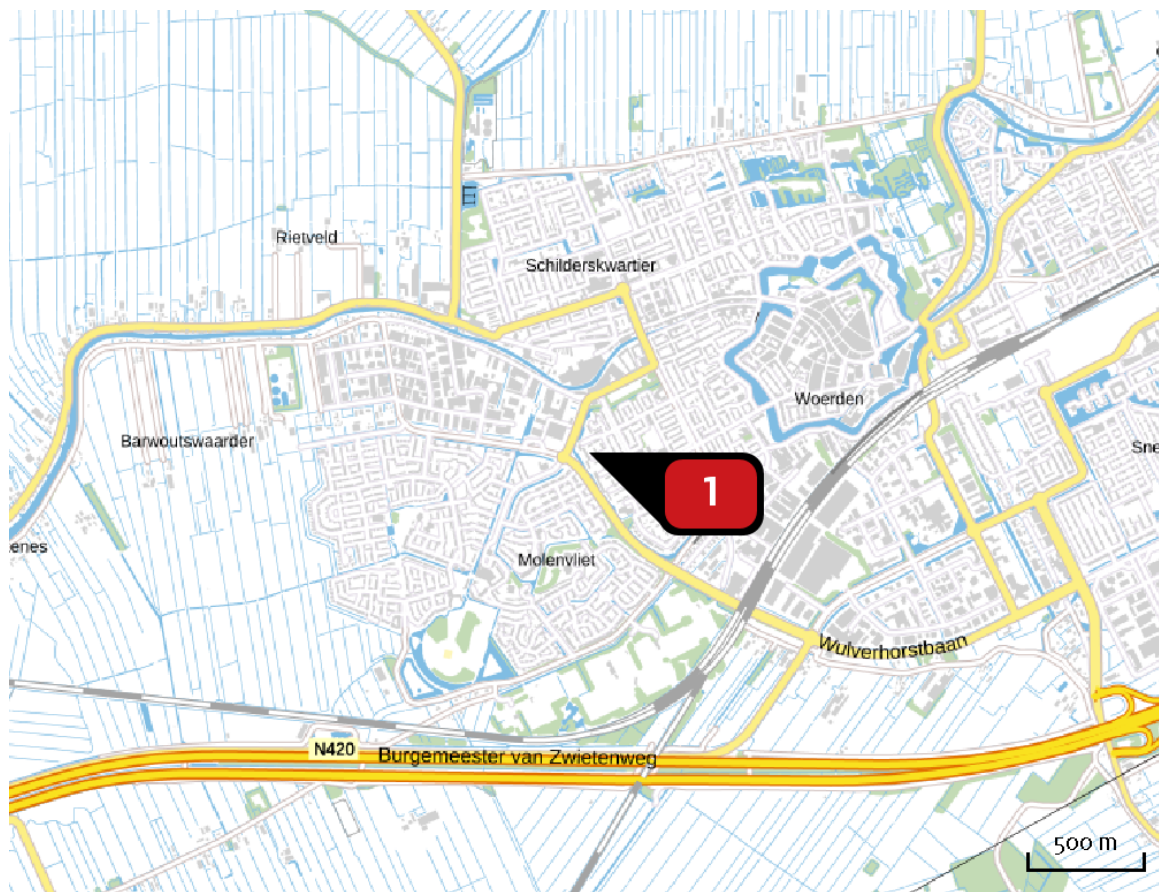 Rietveld
Schilderskwartier
Woerden
Barwoutswaarder
Sne
1
enes
Molenvliet
Wulverhorstbaan
N420
Burgemeester van Zwietenweg
500 m